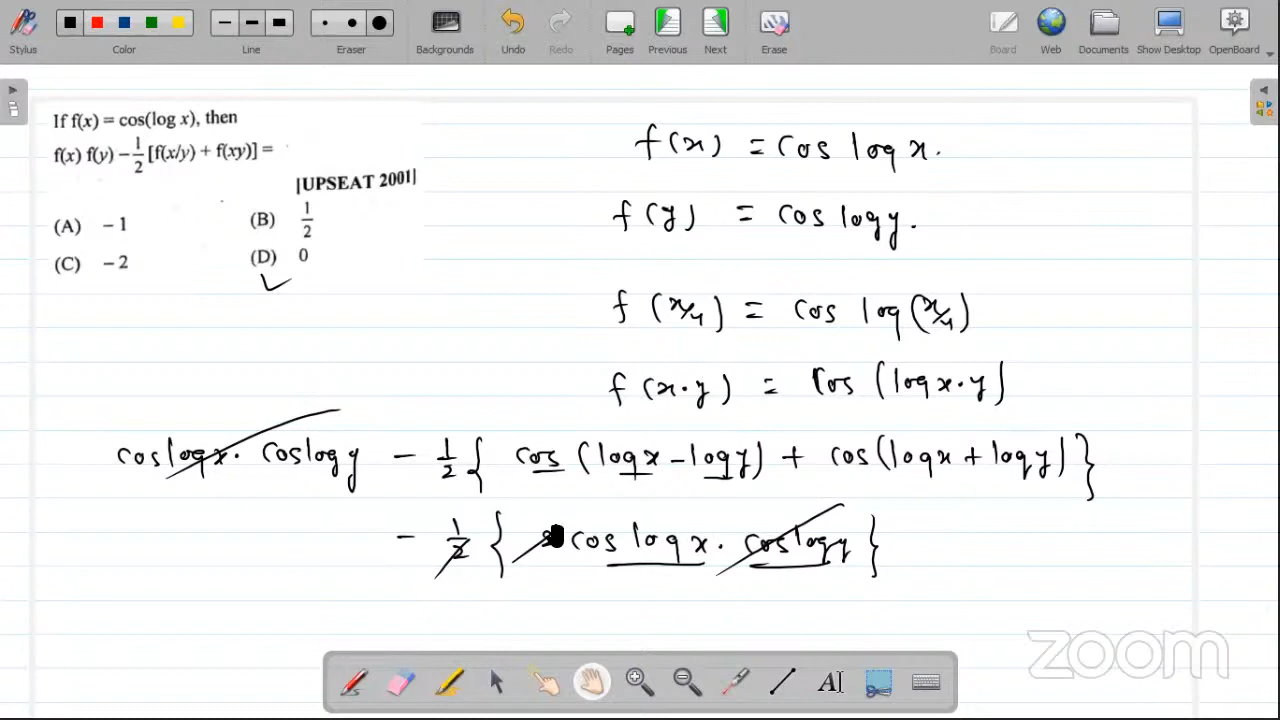 Stylus Color Line Eraser Backgrounds Undo Redo Pages Previous Next Erase Board Web Documents Show Desktop OpenBoard
If f(x) = cos(log x), then
f(x) f(y) − 1/2 [f(x/y) + f(xy)] =
[UPSEAT 2001]
(A) − 1 (B) 1/2
(C) − 2 (D) 0
f(x) = cos log x.
f(y) = cos log y.
f(x/y) = cos log(x/y)
f(x·y) = cos (log x·y)
cos log x. cos log y − 1/2 { cos (log x − log y) + cos (log x + log y) }
− 1/2 { cos log x . cos log y }
zoom